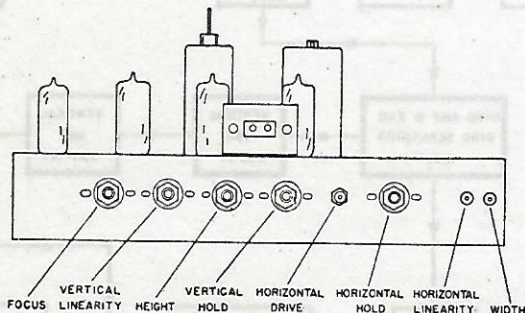 FOCUS
VERTICAL
LINEARITY
HEIGHT
VERTICAL
HOLD
HORIZONTAL
DRIVE
HORIZONTAL
HOLD
HORIZONTAL
LINEARITY
WIDTH